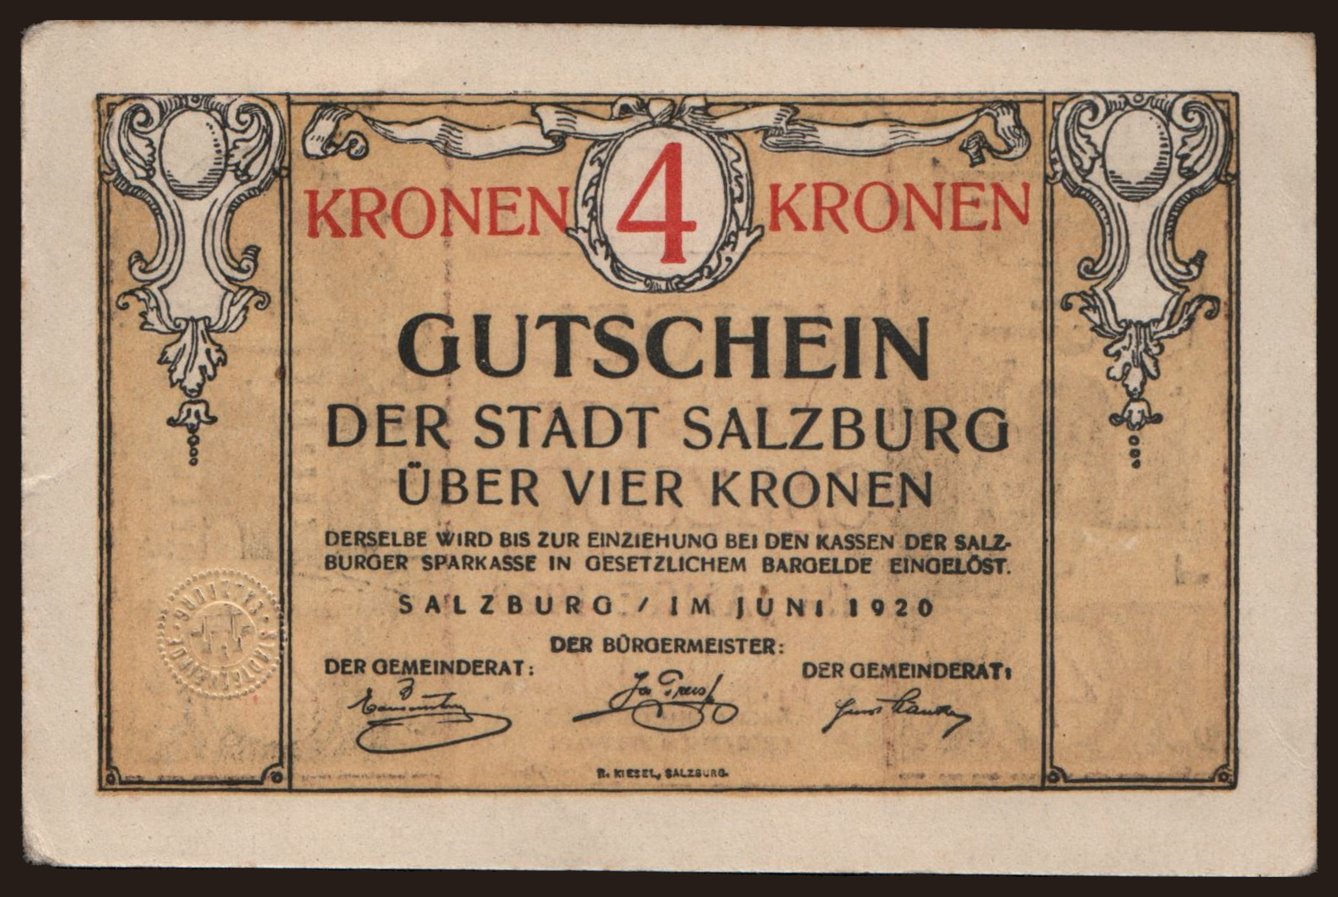 KRONEN 4 KRONEN
GUTSCHEIN
DER STADT SALZBURG
ÜBER VIER KRONEN
DERSELBE WIRD BIS ZUR EINZIEHUNG BEI DEN KASSEN DER SALZ-
BURGER SPARKASSE IN GESETZLICHEM BARGELDE EINGELÖST.
SALZBURG / IM JUNI 1920
DER BÜRGERMEISTER:
DER GEMEINDERAT: DER GEMEINDERAT:
R. KIESEL, SALZBURG.